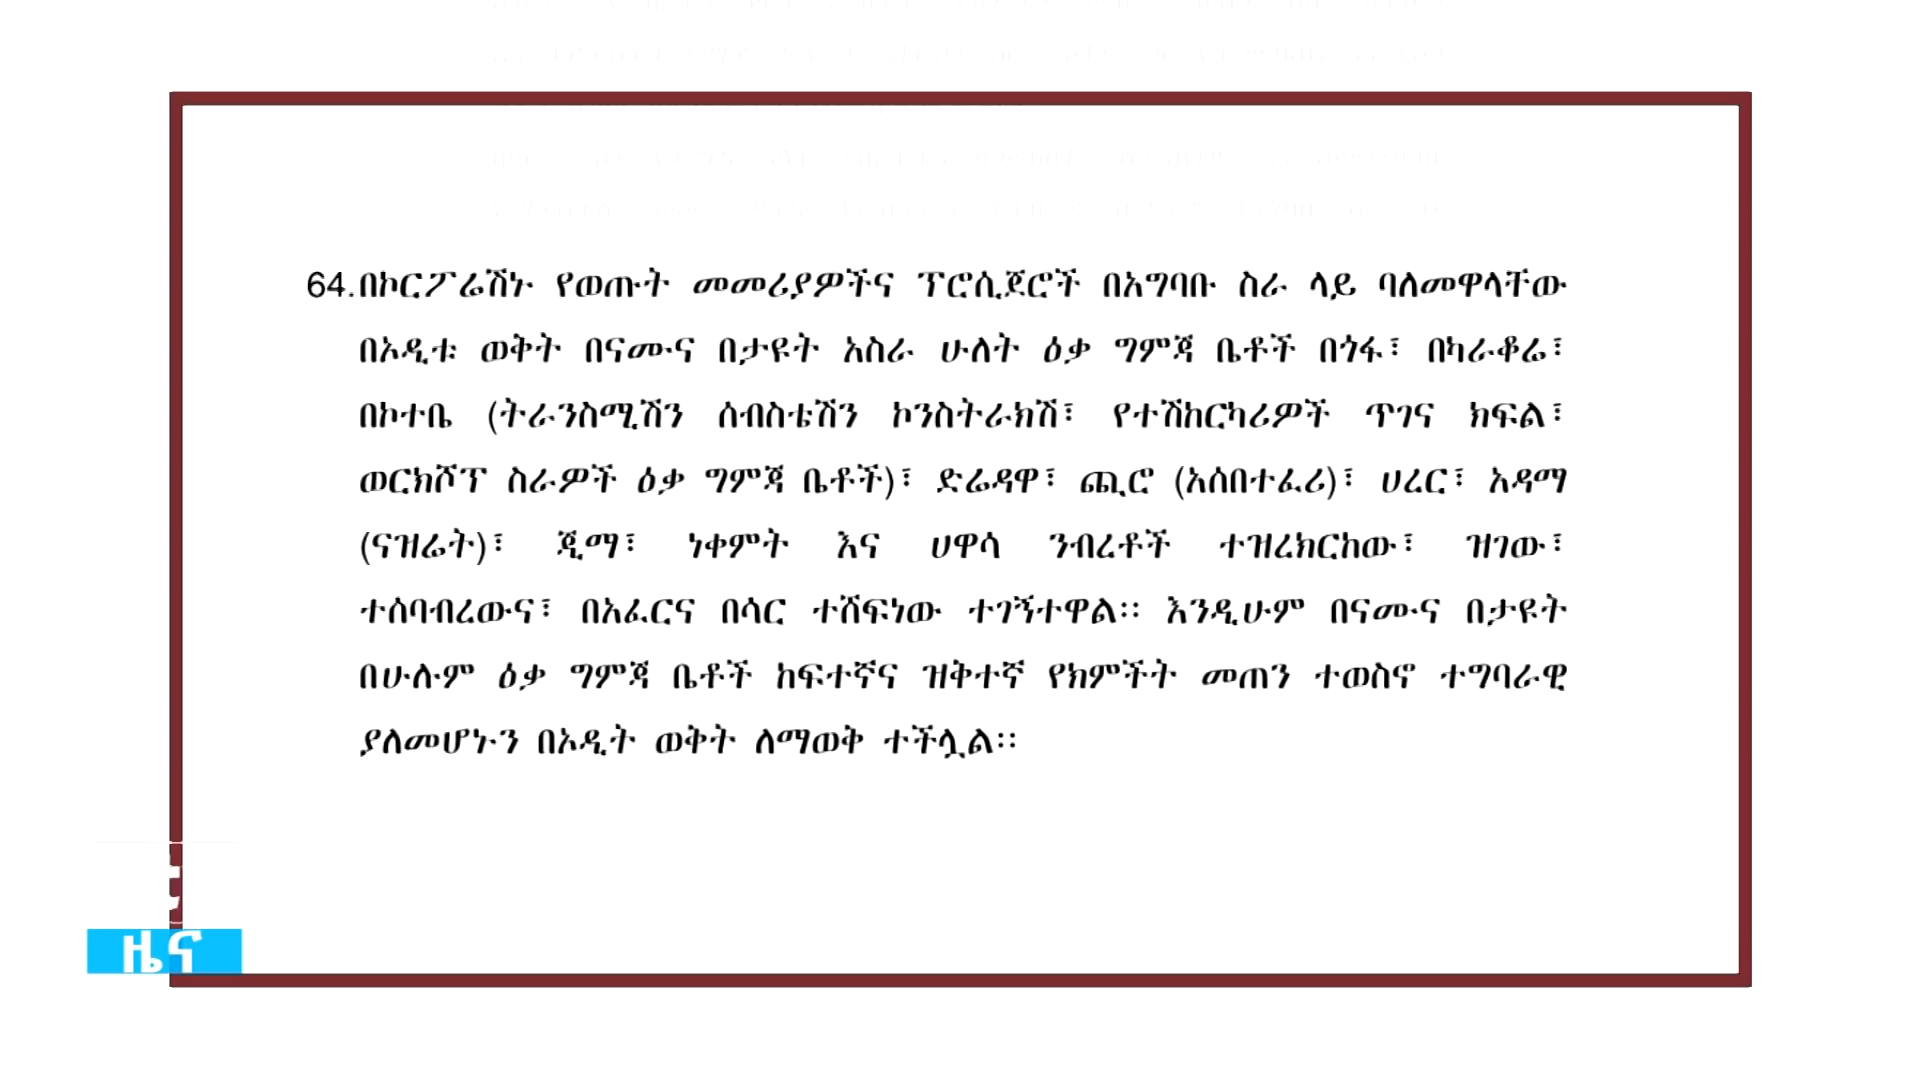 64.በኮርፖሬሽኑ የወጡት መመሪያዎችና ፕሮሲጀሮች በአግባቡ ስራ ላይ ባለመዋላቸው
በኦዲቱ ወቅት በናሙና በታዩት አስራ ሁለት ዕቃ ግምጃ ቤቶች በጎፋ፣ በካራቆሬ፣
በኮተቤ (ትራንስሚሽን ሰብስቴሽን ኮንስትራክሽ፣ የተሽከርካሪዎች ጥገና ክፍል፣
ወርክሾፕ ስራዎች ዕቃ ግምጃ ቤቶች)፣ ድሬዳዋ፣ ጪሮ (አሰበተፈሪ)፣ ሀረር፣ አዳማ
(ናዝሬት)፣ ጂማ፣ ነቀምት እና ሀዋሳ ንብረቶች ተዝረክርከው፣ ዝገው፣
ተሰባብረውና፣ በአፈርና በሳር ተሸፍነው ተገኝተዋል፡፡ እንዲሁም በናሙና በታዩት
በሁሉም ዕቃ ግምጃ ቤቶች ከፍተኛና ዝቅተኛ የክምችት መጠን ተወስኖ ተግባራዊ
ያለመሆኑን በኦዲት ወቅት ለማወቅ ተችሏል፡፡
ዜና